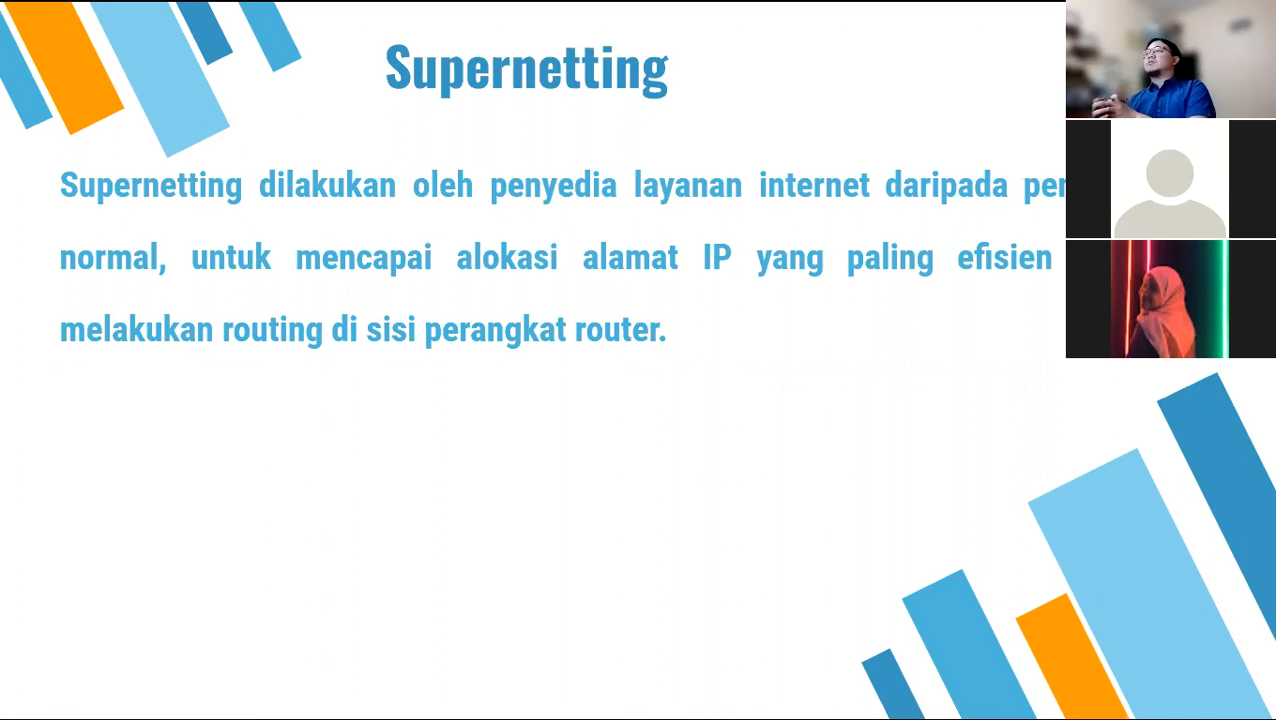 Supernetting
Supernetting dilakukan oleh penyedia layanan internet daripada
normal, untuk mencapai alokasi alamat IP yang paling efisien
melakukan routing di sisi perangkat router.